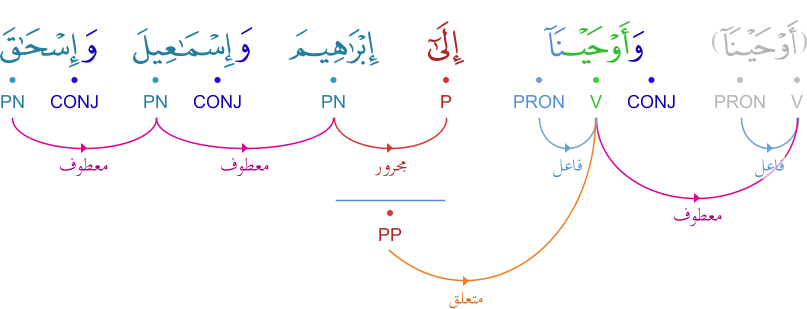 (أَوْحَيْنَآ) وَأَوْحَيْنَآ إِلَىٰٓ إِبْرَٰهِيمَ وَإِسْمَـٰعِيلَ وَإِسْحَـٰقَ
V PRON CONJ V PRON P PN CONJ PN CONJ PN
فاعل فاعل مجرور معطوف معطوف
معطوف
PP
متعلق